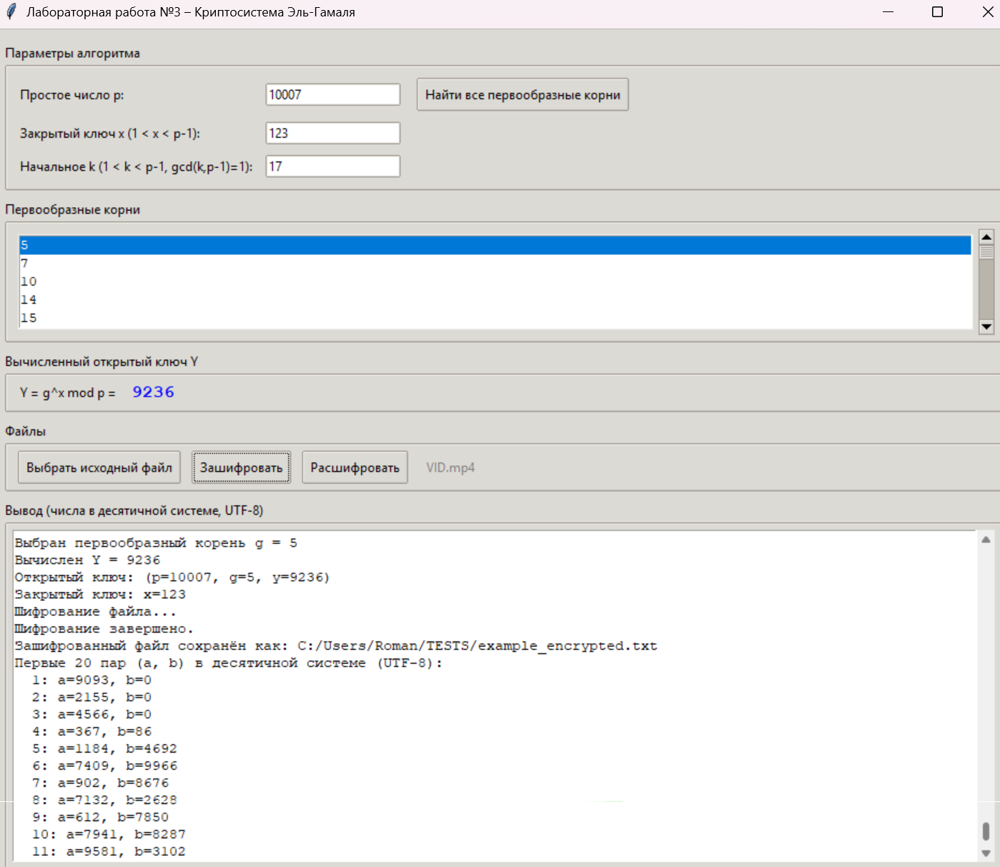 Лабораторная работа №3 – Криптосистема Эль-Гамаля
Параметры алгоритма
Простое число p: 10007 Найти все первообразные корни
Закрытый ключ x (1 < x < p-1): 123
Начальное k (1 < k < p-1, gcd(k,p-1)=1): 17
Первообразные корни
5
7
10
14
15
Вычисленный открытый ключ Y
Y = g^x mod p = 9236
Файлы
Выбрать исходный файл Зашифровать Расшифровать VID.mp4
Вывод (числа в десятичной системе, UTF-8)
Выбран первообразный корень g = 5
Вычислен Y = 9236
Открытый ключ: (p=10007, g=5, y=9236)
Закрытый ключ: x=123
Шифрование файла...
Шифрование завершено.
Зашифрованный файл сохранён как: C:/Users/Roman/TESTS/example_encrypted.txt
Первые 20 пар (a, b) в десятичной системе (UTF-8):
1: a=9093, b=0
2: a=2155, b=0
3: a=4566, b=0
4: a=367, b=86
5: a=1184, b=4692
6: a=7409, b=9966
7: a=902, b=8676
8: a=7132, b=2628
9: a=612, b=7850
10: a=7941, b=8287
11: a=9581, b=3102